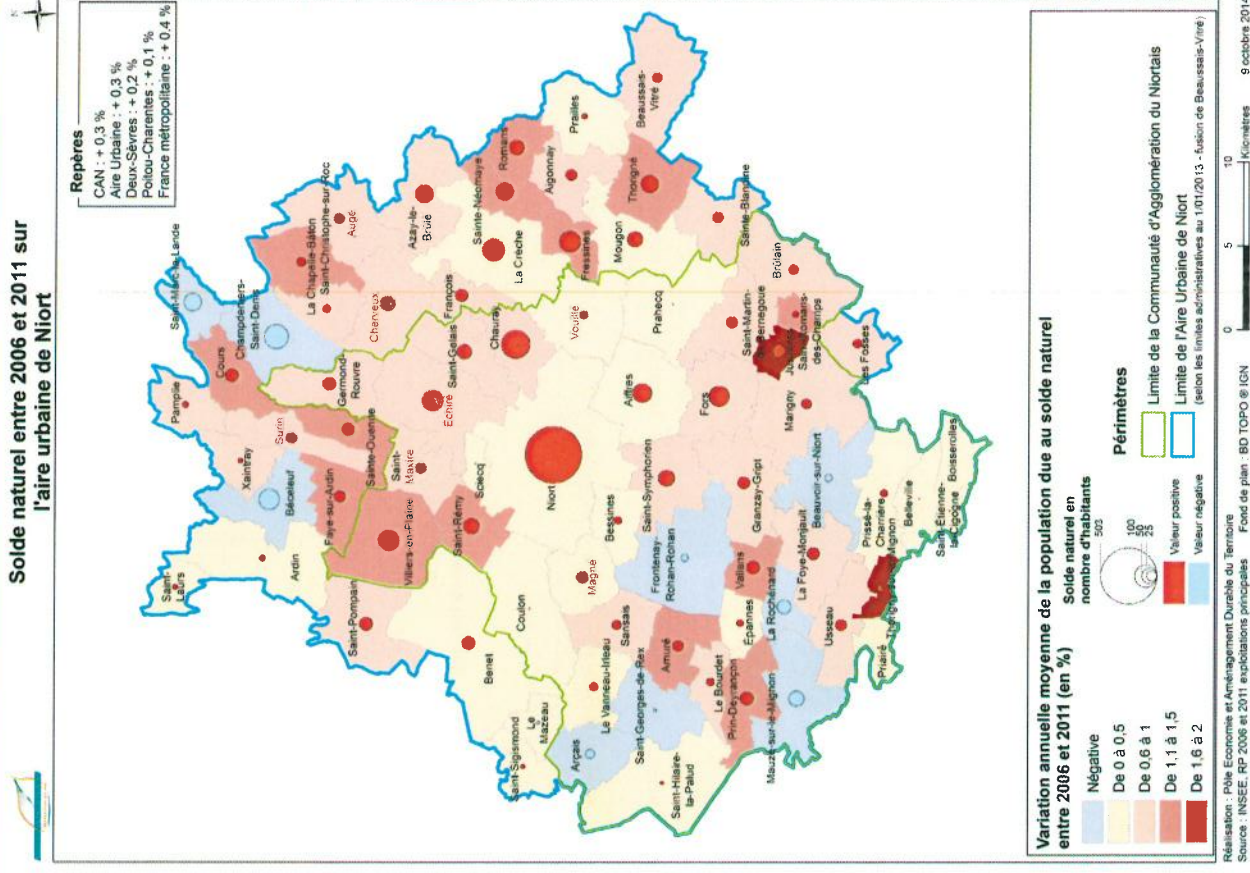 Solde naturel entre 2006 et 2011 sur
l'aire urbaine de Niort
N
Repères
CAN : + 0,3 %
Aire Urbaine : + 0,3 %
Deux-Sèvres : + 0,2 %
Poitou-Charentes : + 0,1 %
France métropolitaine : + 0,4 %
Saint-Marc-la-Lande
Champdeniers-
Saint-Denis
La Chapelle-Bâton
Saint-Christophe-sur-Roc
Augé
Pamplie
Cours
Surin
Xaintray
Béceleuf
Germond-
Rouvre
Cherveux
Azay-le-
Brûlé
Sainte-Ouenne
Faye-sur-Ardin
Saint-
Laurs
Ardin
Saint-
Maxire
Echiré
Saint-Gelais
François
Sainte-Néomaye
Romans
La Crèche
Chauray
Villiers-en-Plaine
Saint-Rémy
Sciecq
Saint-Pompain
Aigonnay
Prailles
Fressines
Mougon
Thorigné
Beaussais-
Vitré
Sainte-Blandine
Vouillé
Niort
Benet
Coulon
Magné
Bessines
Aiffres
Prahecq
Saint-Sigismond
Le
Mazeau
Le Vanneau-Irleau
Sansais
Saint-Symphorien
Frontenay-
Rohan-Rohan
Arçais
Saint-Georges-de-Rex
Amuré
Fors
Saint-Martin-
de-Bernegoue
Brûlain
Juscorps
Saint-Romans-
des-Champs
Saint-Hilaire-
la-Palud
Le Bourdet
Prin-Deyrançon
Épannes
Vallans
Granzay-Gript
Marigny
Les Fosses
Mauzé-sur-le-Mignon
La Rochénard
La Foye-Monjault
Beauvoir-sur-Niort
Usseau
Priaire
Thorigny-sur-le-Mignon
Prissé-la-
Charrière
Belleville
Saint-Étienne-
la-Cigogne
Boisserolles
Variation annuelle moyenne de la population due au solde naturel
entre 2006 et 2011 (en %)
Négative
De 0 à 0,5
De 0,6 à 1
De 1,1 à 1,5
De 1,6 à 2
Solde naturel en
nombre d'habitants
503
100
50
25
Valeur positive
Valeur négative
Périmètres
Limite de la Communauté d'Agglomération du Niortais
Limite de l'Aire Urbaine de Niort
(selon les limites administratives au 1/01/2013 - fusion de Beaussais-Vitré)
Réalisation : Pôle Economie et Aménagement Durable du Territoire
Source : INSEE, RP 2006 et 2011 exploitations principales Fond de plan : BD TOPO ® IGN
0 5 10
Kilomètres
9 octobre 2014